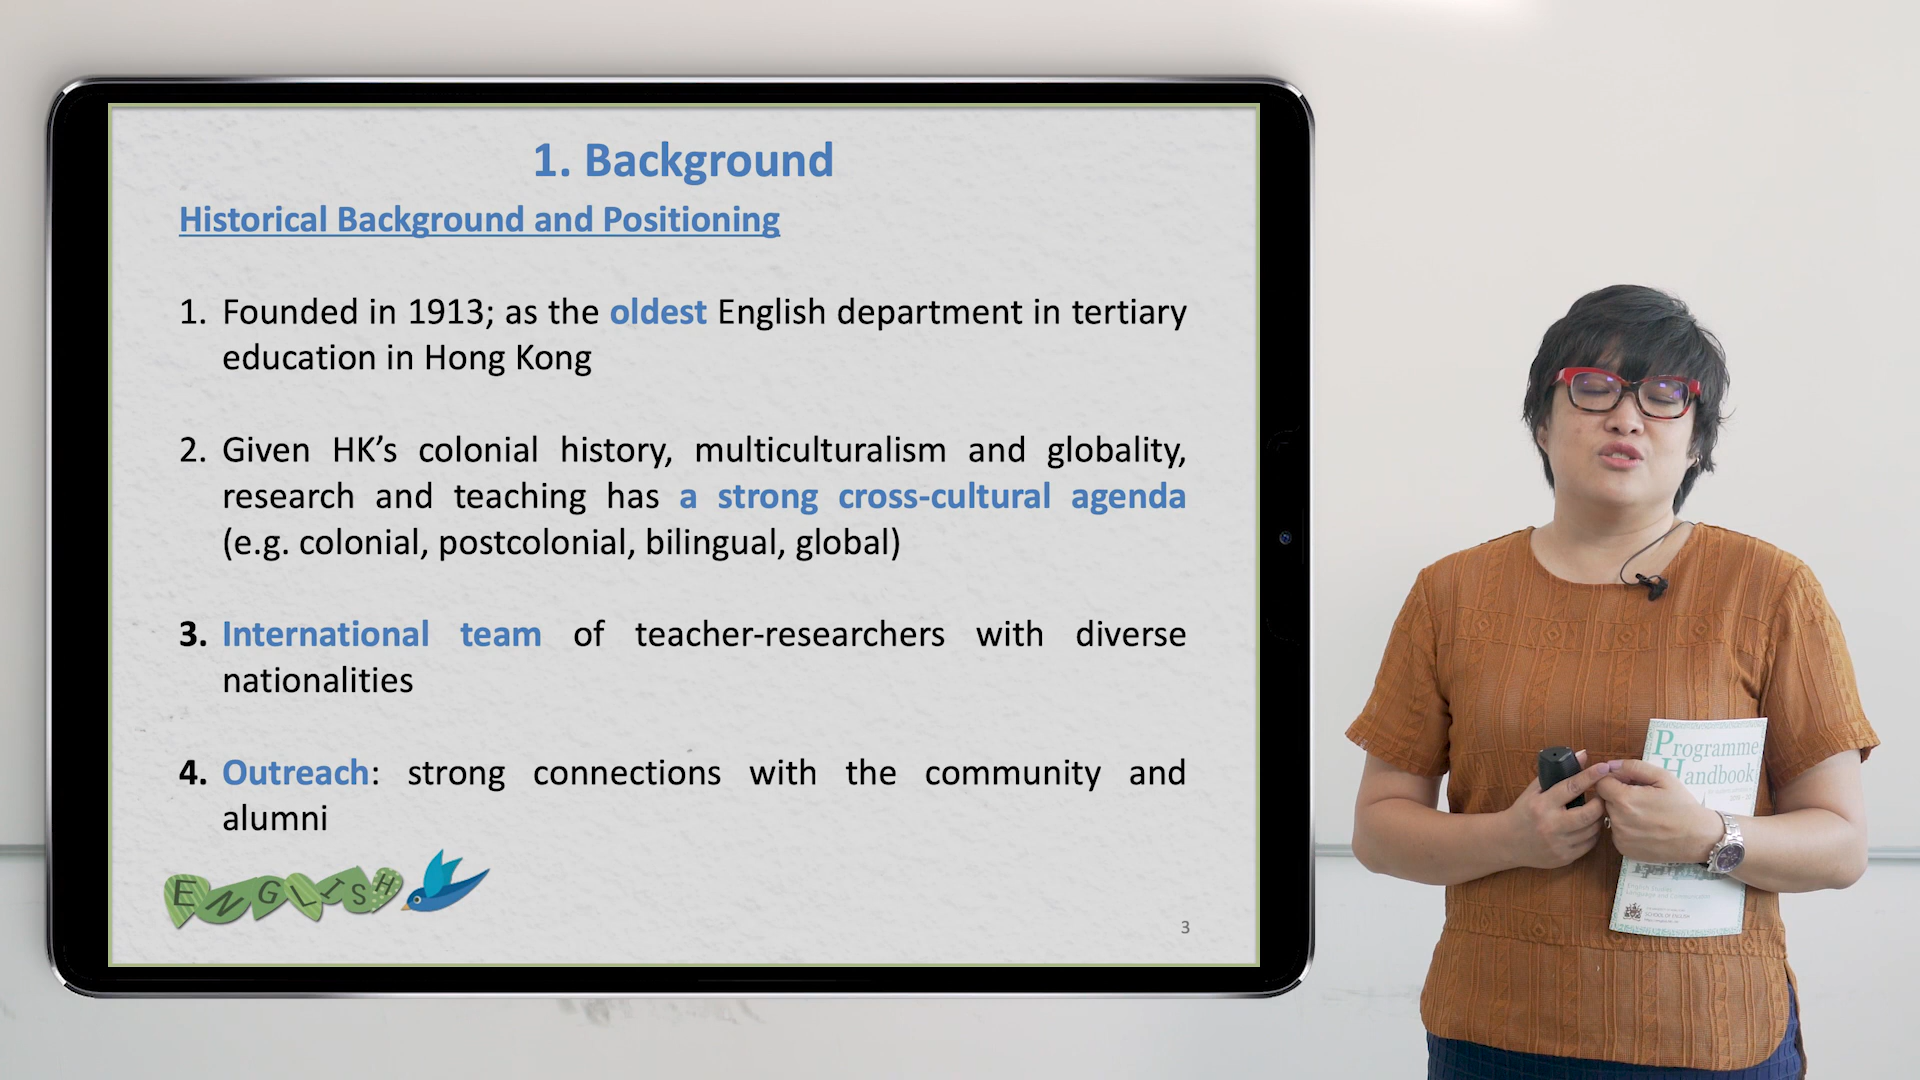 1. Background
Historical Background and Positioning
1. Founded in 1913; as the oldest English department in tertiary
education in Hong Kong
2. Given HK’s colonial history, multiculturalism and globality,
research and teaching has a strong cross-cultural agenda
(e.g. colonial, postcolonial, bilingual, global)
3. International team of teacher-researchers with diverse
nationalities
4. Outreach: strong connections with the community and
alumni
ENGLISH
3
Programme
Handbook
SCHOOL OF ENGLISH